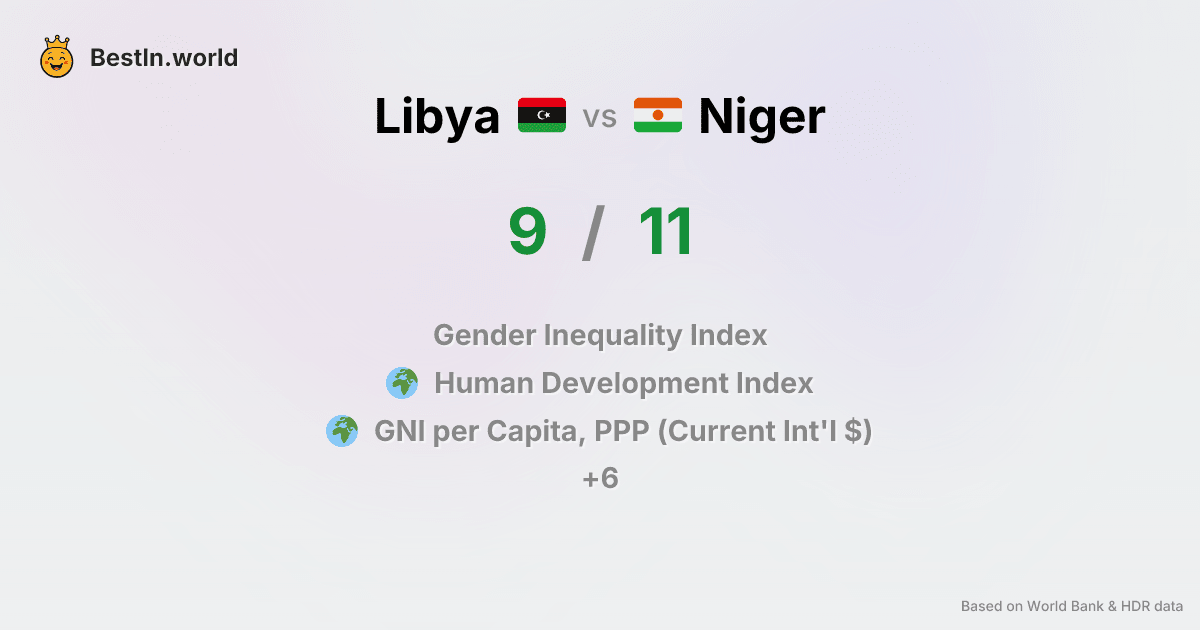 BestIn.world
Libya vs Niger
9 / 11
Gender Inequality Index
Human Development Index
GNI per Capita, PPP (Current Int'l $)
+6
Based on World Bank & HDR data